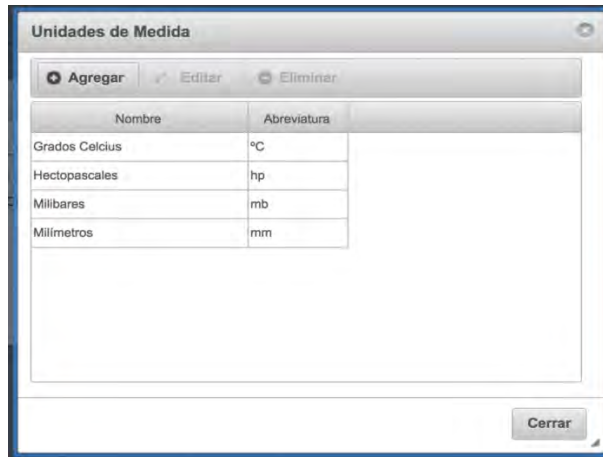 Unidades de Medida
Agregar Editar Eliminar
Nombre Abreviatura
Grados Celcius ºC
Hectopascales hp
Milibares mb
Milímetros mm
Cerrar